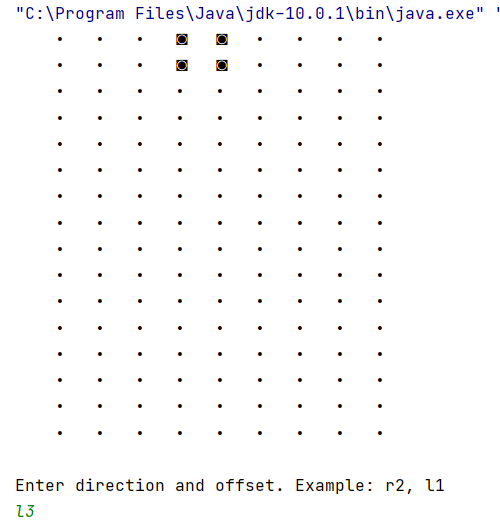 "C:\Program Files\Java\jdk-10.0.1\bin\java.exe" "
• • • ◙ ◙ • • • •
• • • ◙ ◙ • • • •
• • • • • • • • •
• • • • • • • • •
• • • • • • • • •
• • • • • • • • •
• • • • • • • • •
• • • • • • • • •
• • • • • • • • •
• • • • • • • • •
• • • • • • • • •
• • • • • • • • •
• • • • • • • • •
• • • • • • • • •
• • • • • • • • •
• • • • • • • • •
Enter direction and offset. Example: r2, l1
l3